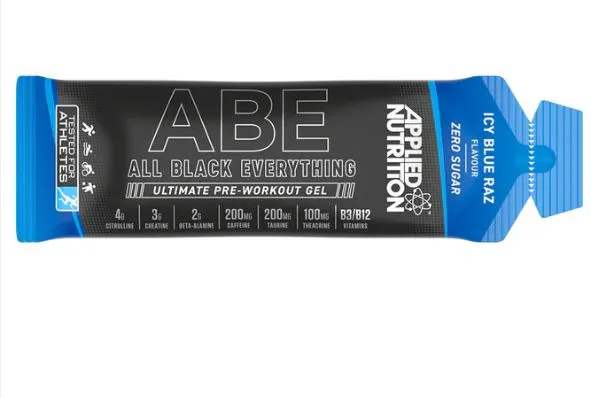 TESTED FOR
ATHLETES
ABE
ALL BLACK EVERYTHING
ULTIMATE PRE-WORKOUT GEL
4G
CITRULLINE
3G
CREATINE
2G
BETA-ALANINE
200MG
CAFFEINE
200MG
TAURINE
100MG
THEACRINE
B3/B12
VITAMINS
APPLIED
NUTRITION
TM
ICY BLUE RAZ
FLAVOUR
ZERO SUGAR